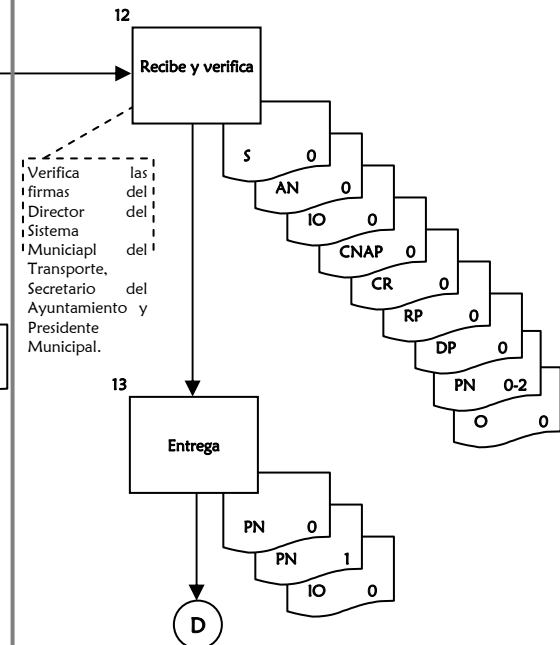 12
Recibe y verifica
S 0
AN 0
IO 0
CNAP 0
CR 0
RP 0
DP 0
PN 0-2
O 0
Verifica las
firmas del
Director del
Sistema
Municiapl del
Transporte,
Secretario del
Ayuntamiento y
Presidente
Municipal.
13
Entrega
PN 0
PN 1
IO 0
D